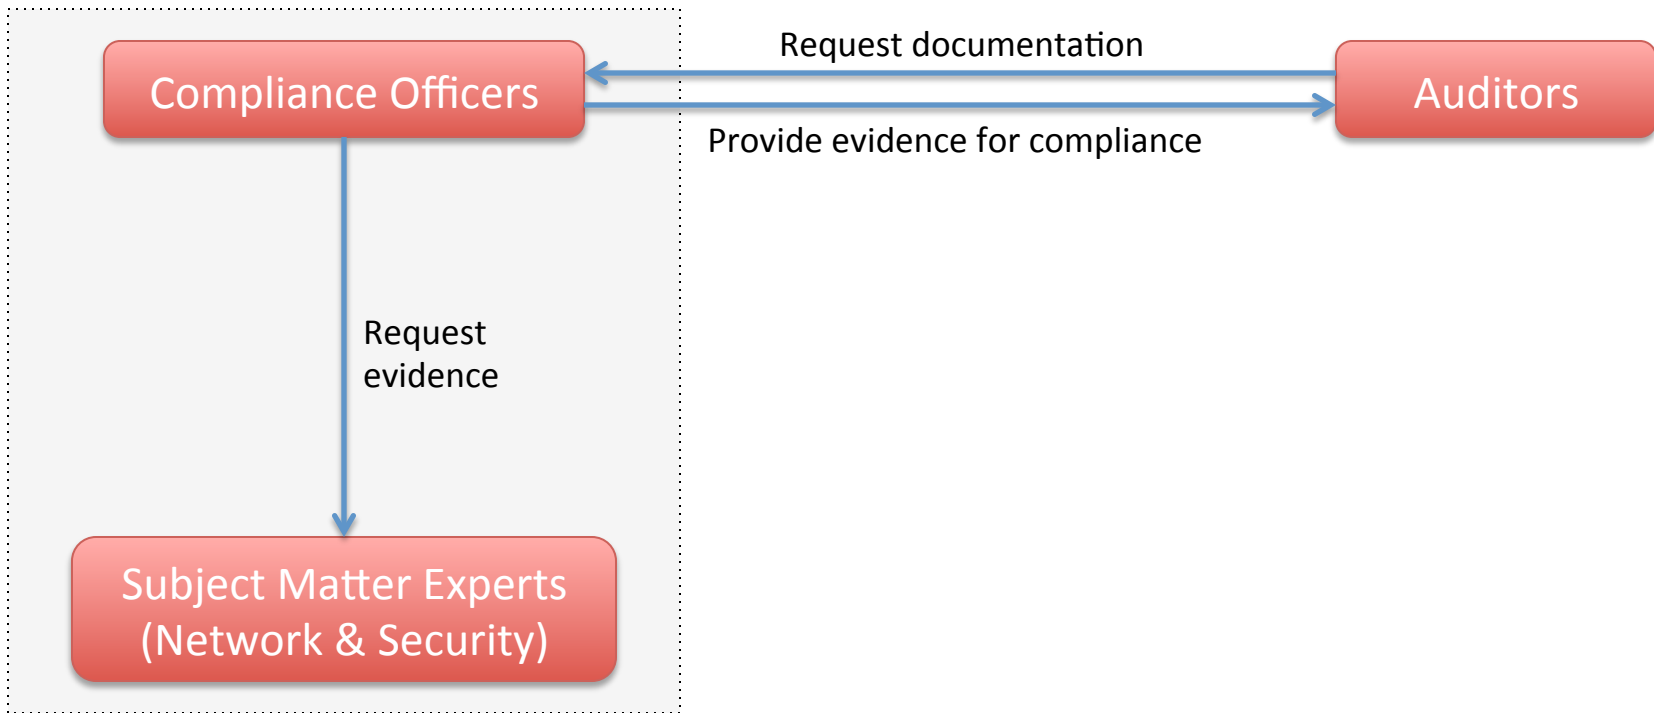 Request documentation
Compliance Officers
Auditors
Provide evidence for compliance
Request
evidence
Subject Matter Experts
(Network & Security)